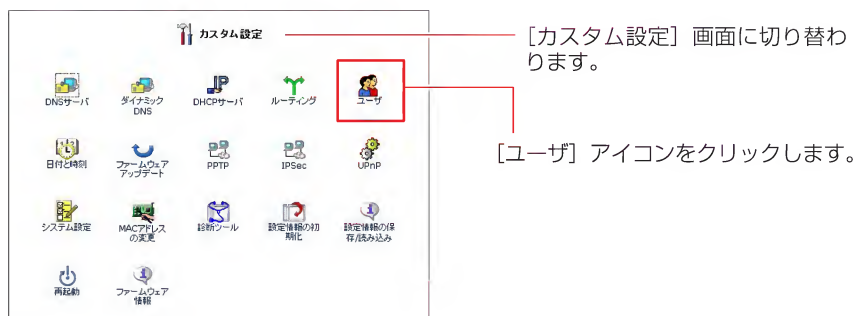 カスタム設定
[カスタム設定] 画面に切り替わ
ります。
DNSサーバ
ダイナミック
DNS
DHCPサーバ
ルーティング
ユーザ
[ユーザ] アイコンをクリックします。
日付と時刻
ファームウェア
アップデート
PPTP
IPSec
UPnP
システム設定
MACアドレス
の変更
診断ツール
設定情報の初
期化
設定情報の保
存/読み込み
再起動
ファームウェア
情報